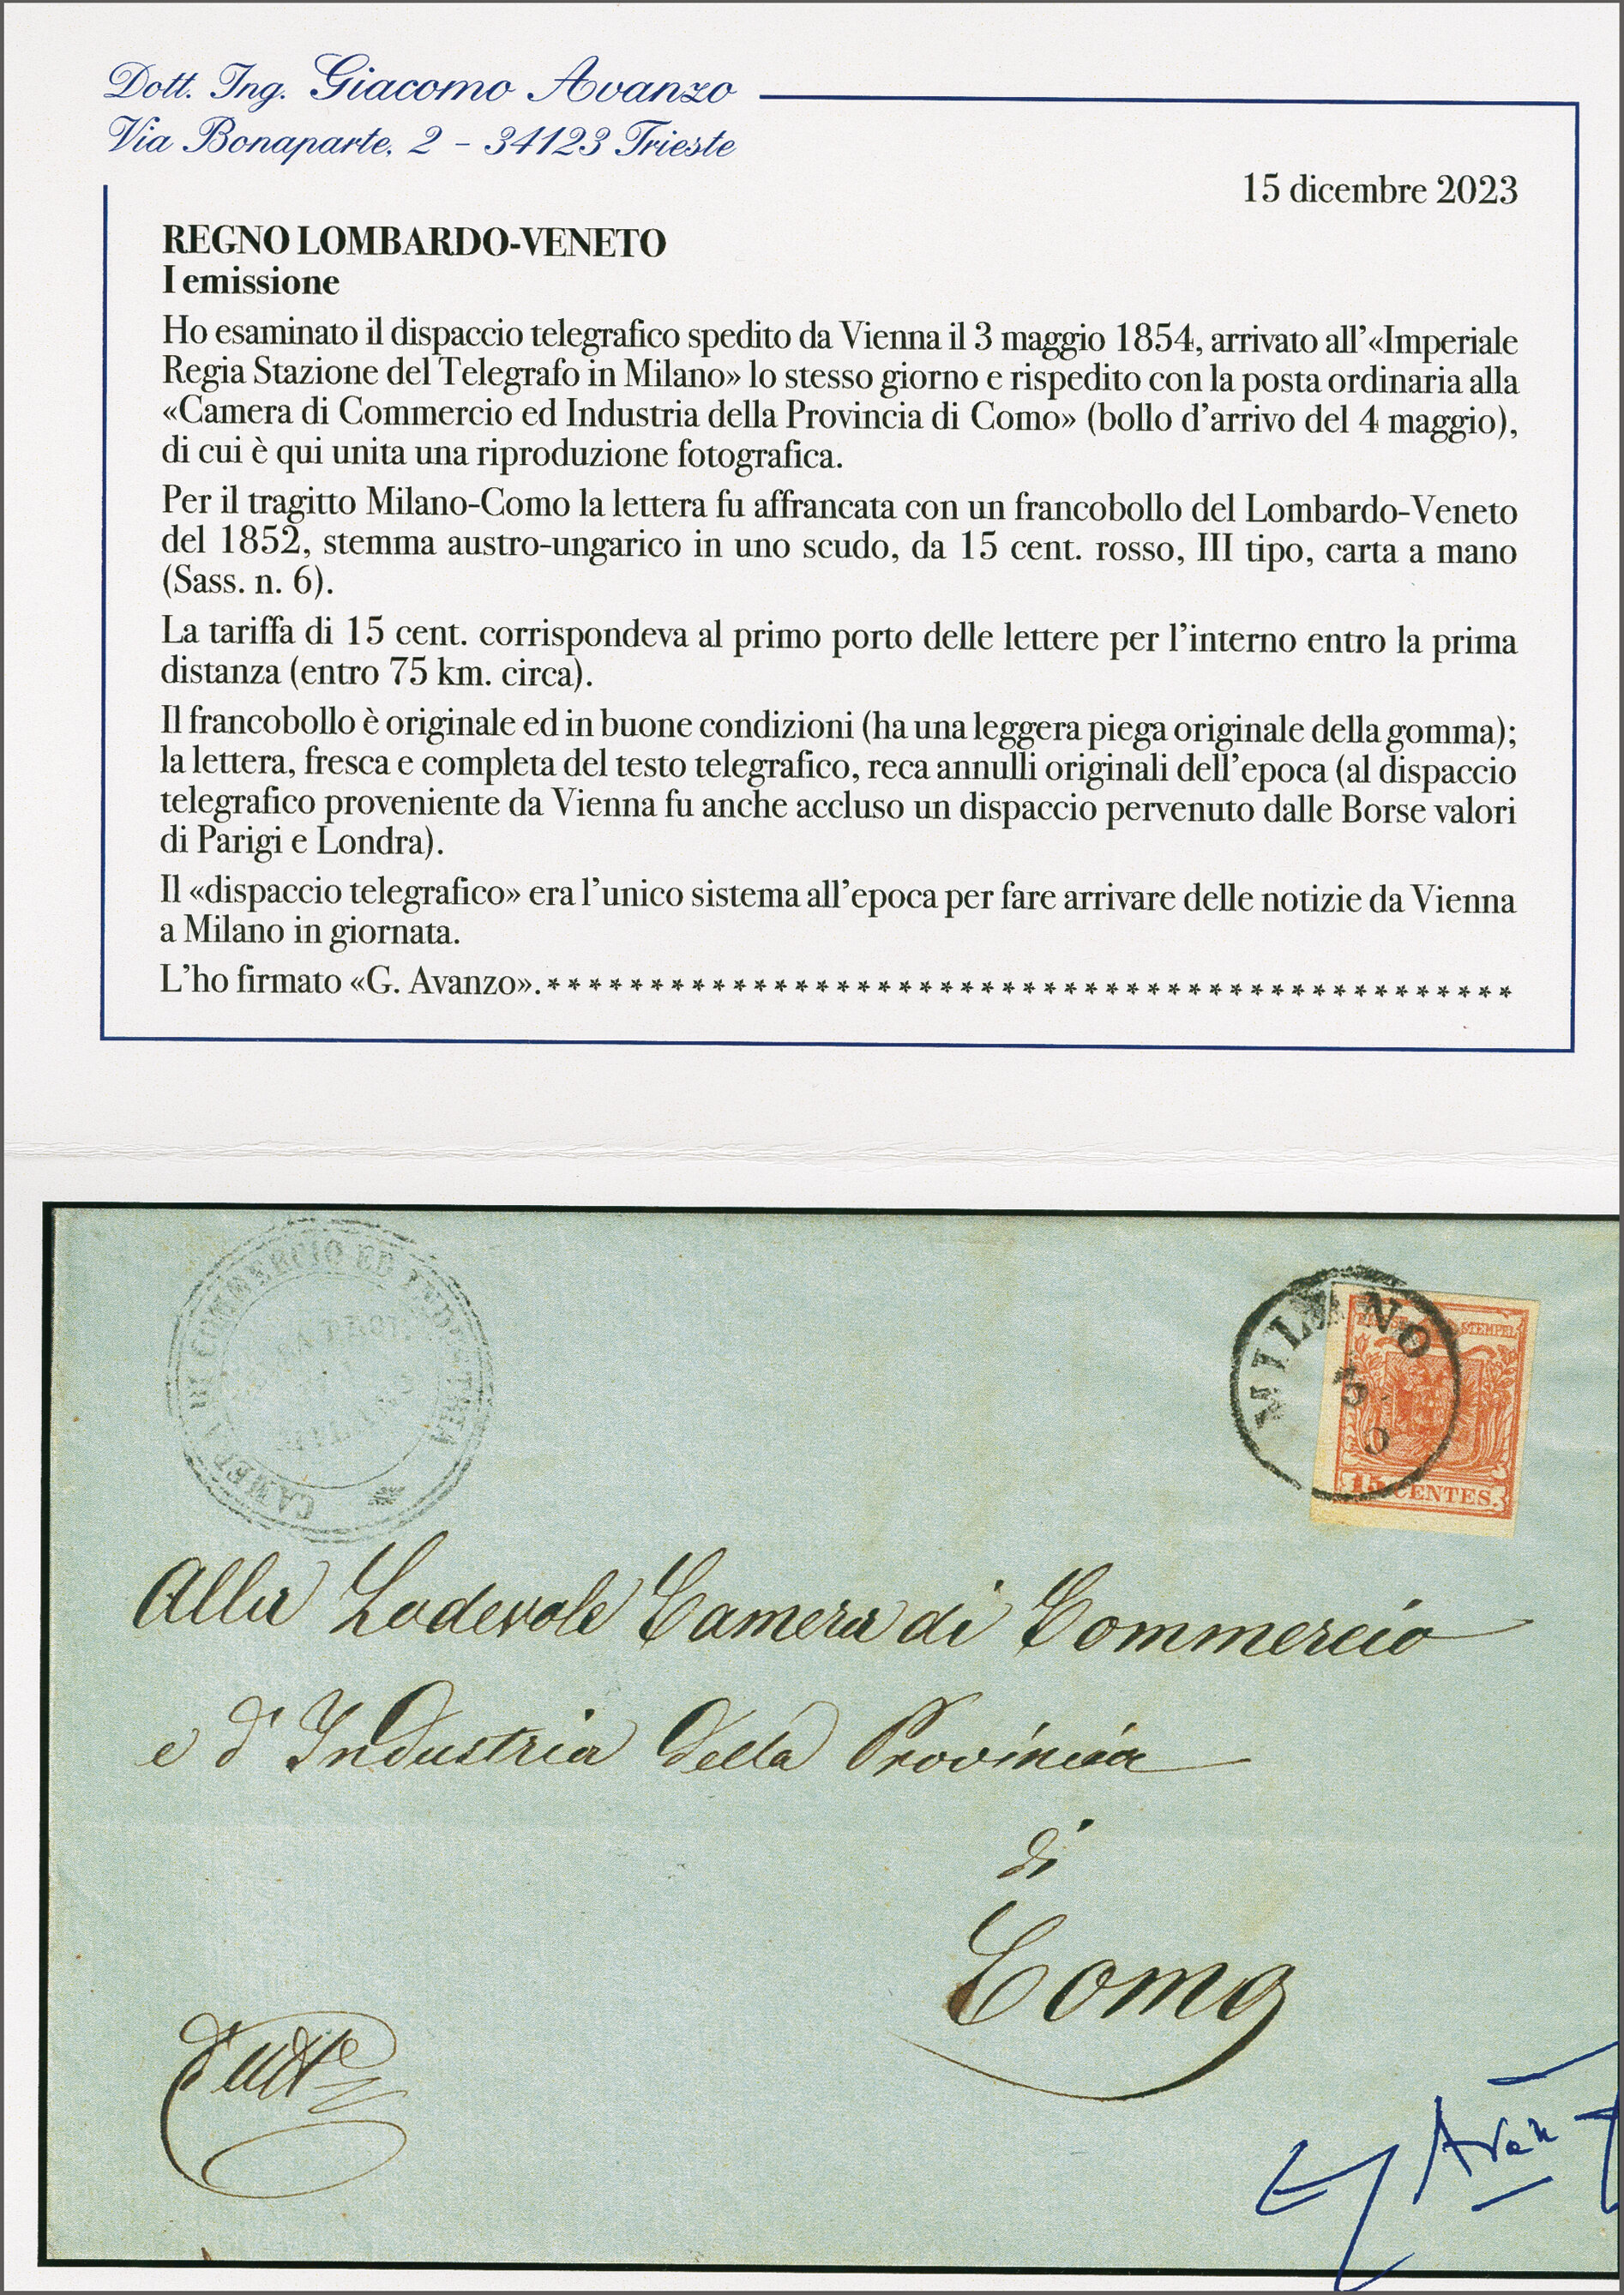 Dott. Ing. Giacomo Avanzo
Via Bonaparte, 2 - 34123 Trieste
15 dicembre 2023
REGNO LOMBARDO-VENETO
I emissione
Ho esaminato il dispaccio telegrafico spedito da Vienna il 3 maggio 1854, arrivato all'«Imperiale
Regia Stazione del Telegrafo in Milano» lo stesso giorno e rispedito con la posta ordinaria alla
«Camera di Commercio ed Industria della Provincia di Como» (bollo d'arrivo del 4 maggio),
di cui è qui unita una riproduzione fotografica.
Per il tragitto Milano-Como la lettera fu affrancata con un francobollo del Lombardo-Veneto
del 1852, stemma austro-ungarico in uno scudo, da 15 cent. rosso, III tipo, carta a mano
(Sass. n. 6).
La tariffa di 15 cent. corrispondeva al primo porto delle lettere per l'interno entro la prima
distanza (entro 75 km. circa).
Il francobollo è originale ed in buone condizioni (ha una leggera piega originale della gomma);
la lettera, fresca e completa del testo telegrafico, reca annulli originali dell'epoca (al dispaccio
telegrafico proveniente da Vienna fu anche accluso un dispaccio pervenuto dalle Borse valori
di Parigi e Londra).
Il «dispaccio telegrafico» era l'unico sistema all'epoca per fare arrivare delle notizie da Vienna
a Milano in giornata.
L'ho firmato «G. Avanzo». * * * * * * * * * * * * * * * * * * * * * * * * * * * * * * * * * * * * * * * * * * * * * * *
CAMERA DI COMMERCIO ED INDUSTRIA
MILANO
3
5
STEMPEL
15 CENTES.
Alla Lodevole Camera di Commercio
e d'Industria della Provincia
di
Como